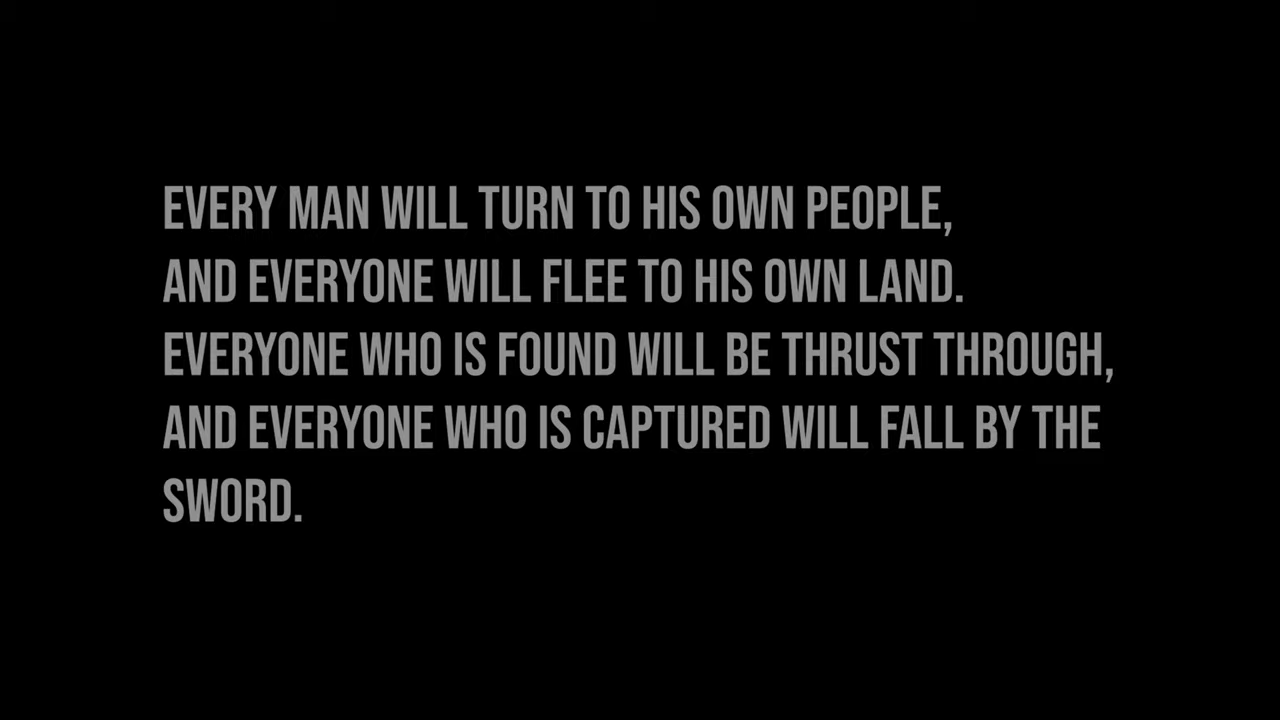 EVERY MAN WILL TURN TO HIS OWN PEOPLE,
AND EVERYONE WILL FLEE TO HIS OWN LAND.
EVERYONE WHO IS FOUND WILL BE THRUST THROUGH,
AND EVERYONE WHO IS CAPTURED WILL FALL BY THE
SWORD.